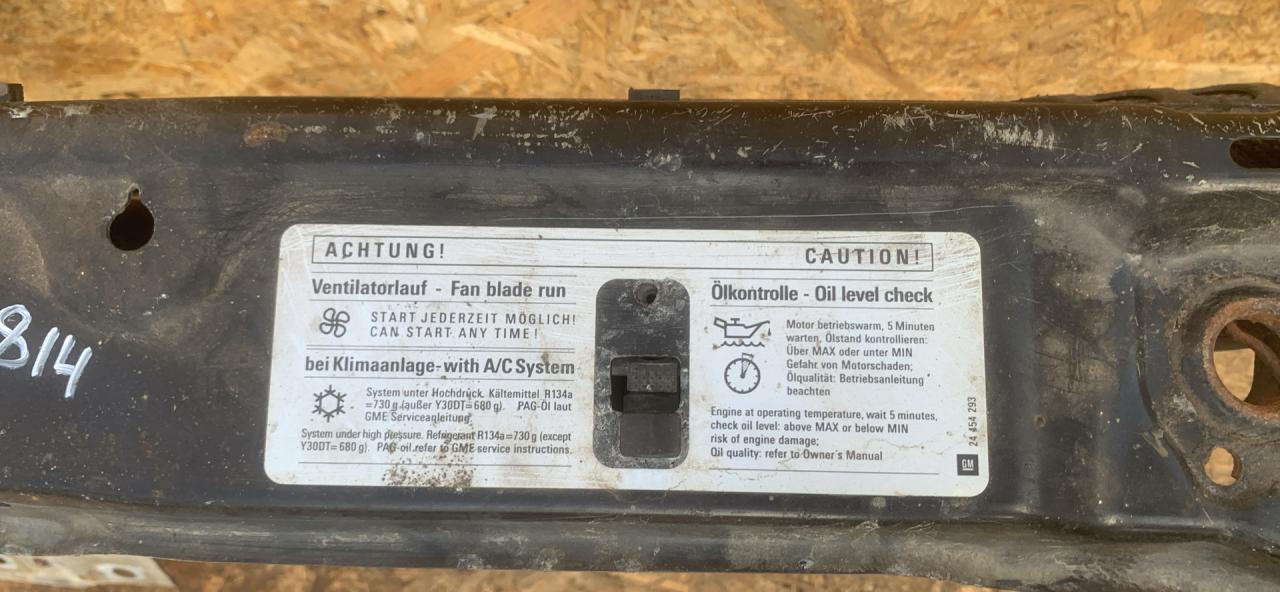 814
ACHTUNG!
CAUTION!
Ventilatorlauf - Fan blade run
START JEDERZEIT MÖGLICH!
CAN START ANY TIME!
bei Klimaanlage-with A/C System
System unter Hochdruck. Kältemittel R134a
=730 g (außer Y30DT=680 g). PAG-Öl laut
GME Serviceanleitung.
System under high pressure. Refrigerant R134a=730 g (except
Y30DT=680 g). PAG-oil refer to GME service instructions.
Ölkontrolle - Oil level check
Motor betriebswarm, 5 Minuten
warten, Ölstand kontrollieren:
Über MAX oder unter MIN
Gefahr von Motorschaden;
Ölqualität: Betriebsanleitung
beachten
Engine at operating temperature, wait 5 minutes,
check oil level: above MAX or below MIN
risk of engine damage;
Oil quality: refer to Owner's Manual
24 454 293
GM